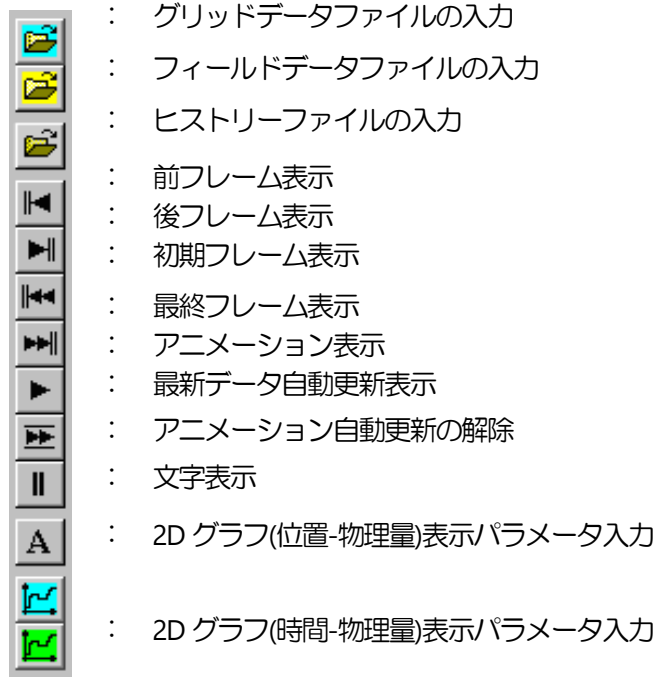 ： グリッドデータファイルの入力
： フィールドデータファイルの入力
： ヒストリーファイルの入力
： 前フレーム表示
： 後フレーム表示
： 初期フレーム表示
： 最終フレーム表示
： アニメーション表示
： 最新データ自動更新表示
： アニメーション自動更新の解除
： 文字表示
A ： 2D グラフ(位置-物理量)表示パラメータ入力
： 2D グラフ(時間-物理量)表示パラメータ入力